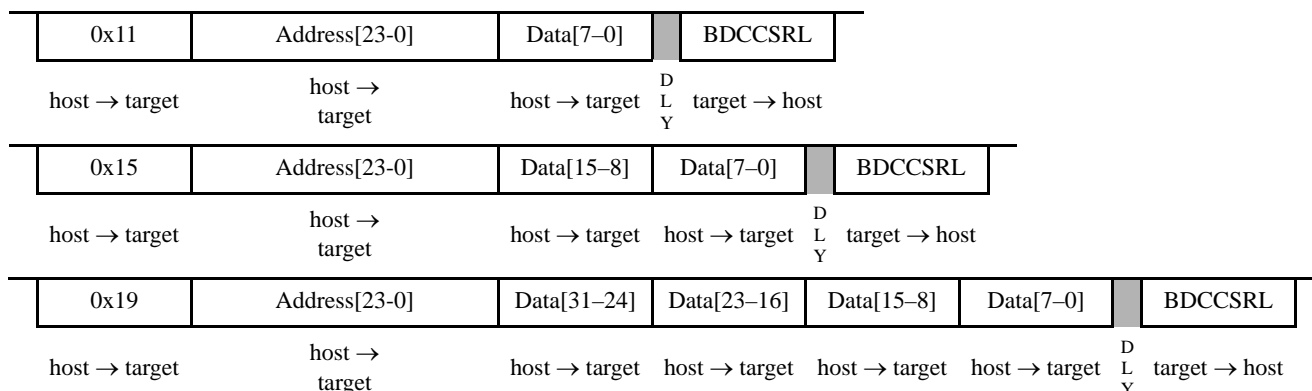 0x11 Address[23-0] Data[7–0] BDCCSRL
host → target host → target host → target DLY target → host
0x15 Address[23-0] Data[15–8] Data[7–0] BDCCSRL
host → target host → target host → target host → target DLY target → host
0x19 Address[23-0] Data[31–24] Data[23–16] Data[15–8] Data[7–0] BDCCSRL
host → target host → target host → target host → target host → target host → target DLY target → host